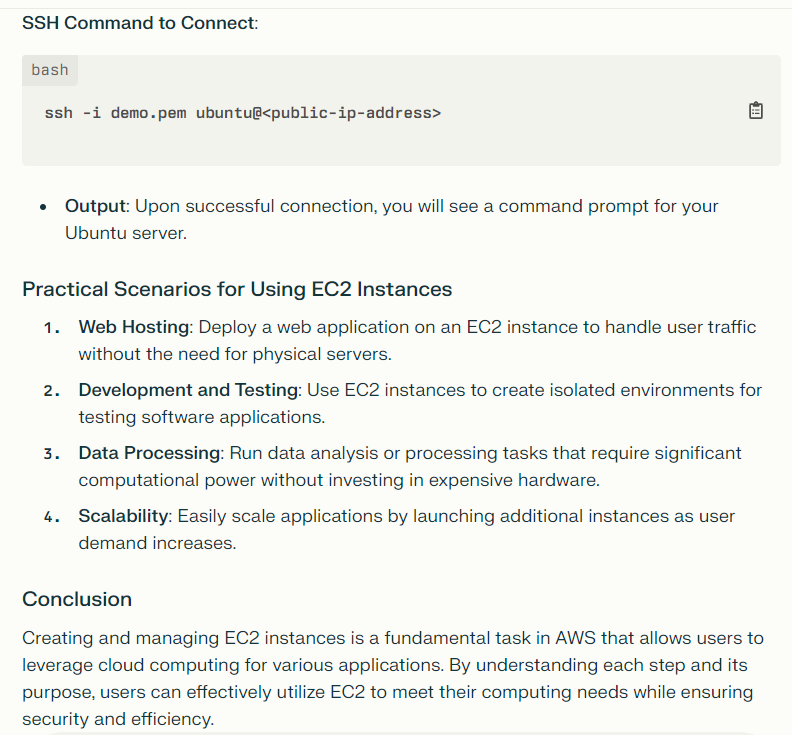 SSH Command to Connect:
bash
ssh -i demo.pem ubuntu@<public-ip-address>
• Output: Upon successful connection, you will see a command prompt for your
Ubuntu server.
Practical Scenarios for Using EC2 Instances
1. Web Hosting: Deploy a web application on an EC2 instance to handle user traffic
without the need for physical servers.
2. Development and Testing: Use EC2 instances to create isolated environments for
testing software applications.
3. Data Processing: Run data analysis or processing tasks that require significant
computational power without investing in expensive hardware.
4. Scalability: Easily scale applications by launching additional instances as user
demand increases.
Conclusion
Creating and managing EC2 instances is a fundamental task in AWS that allows users to
leverage cloud computing for various applications. By understanding each step and its
purpose, users can effectively utilize EC2 to meet their computing needs while ensuring
security and efficiency.